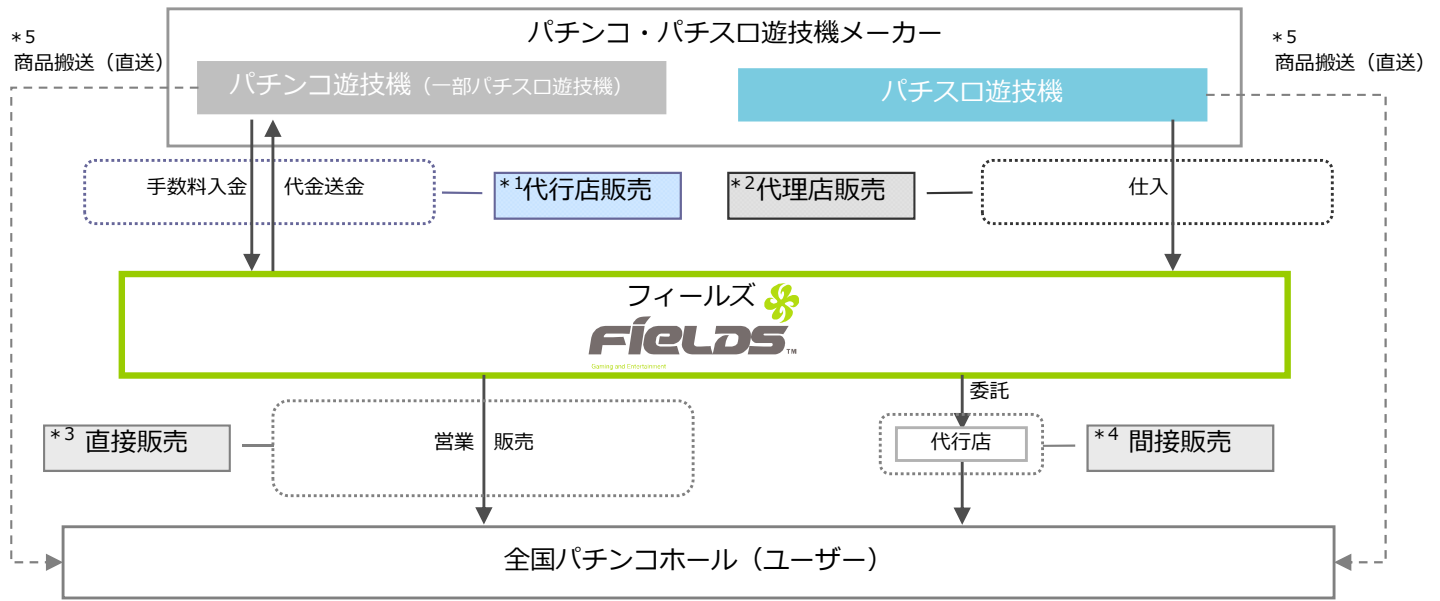 パチンコ・パチスロ遊技機メーカー
*5
商品搬送（直送）
*5
商品搬送（直送）
パチンコ遊技機（一部パチスロ遊技機）
パチスロ遊技機
手数料入金
代金送金
*1代行店販売
*2代理店販売
仕入
フィールズ
FIELDS™
Gaming and Entertainment
委託
*3 直接販売
営業
販売
代行店
*4 間接販売
全国パチンコホール（ユーザー）